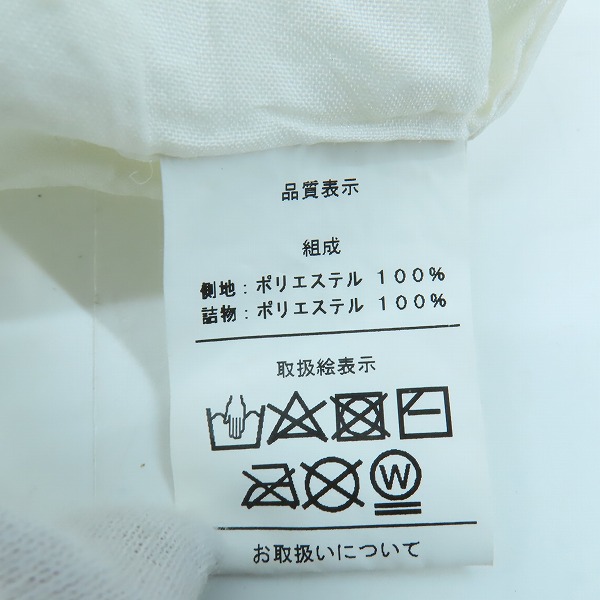 品質表示
組成
側地：ポリエステル 100%
詰物：ポリエステル 100%
取扱絵表示
W
お取扱いについて